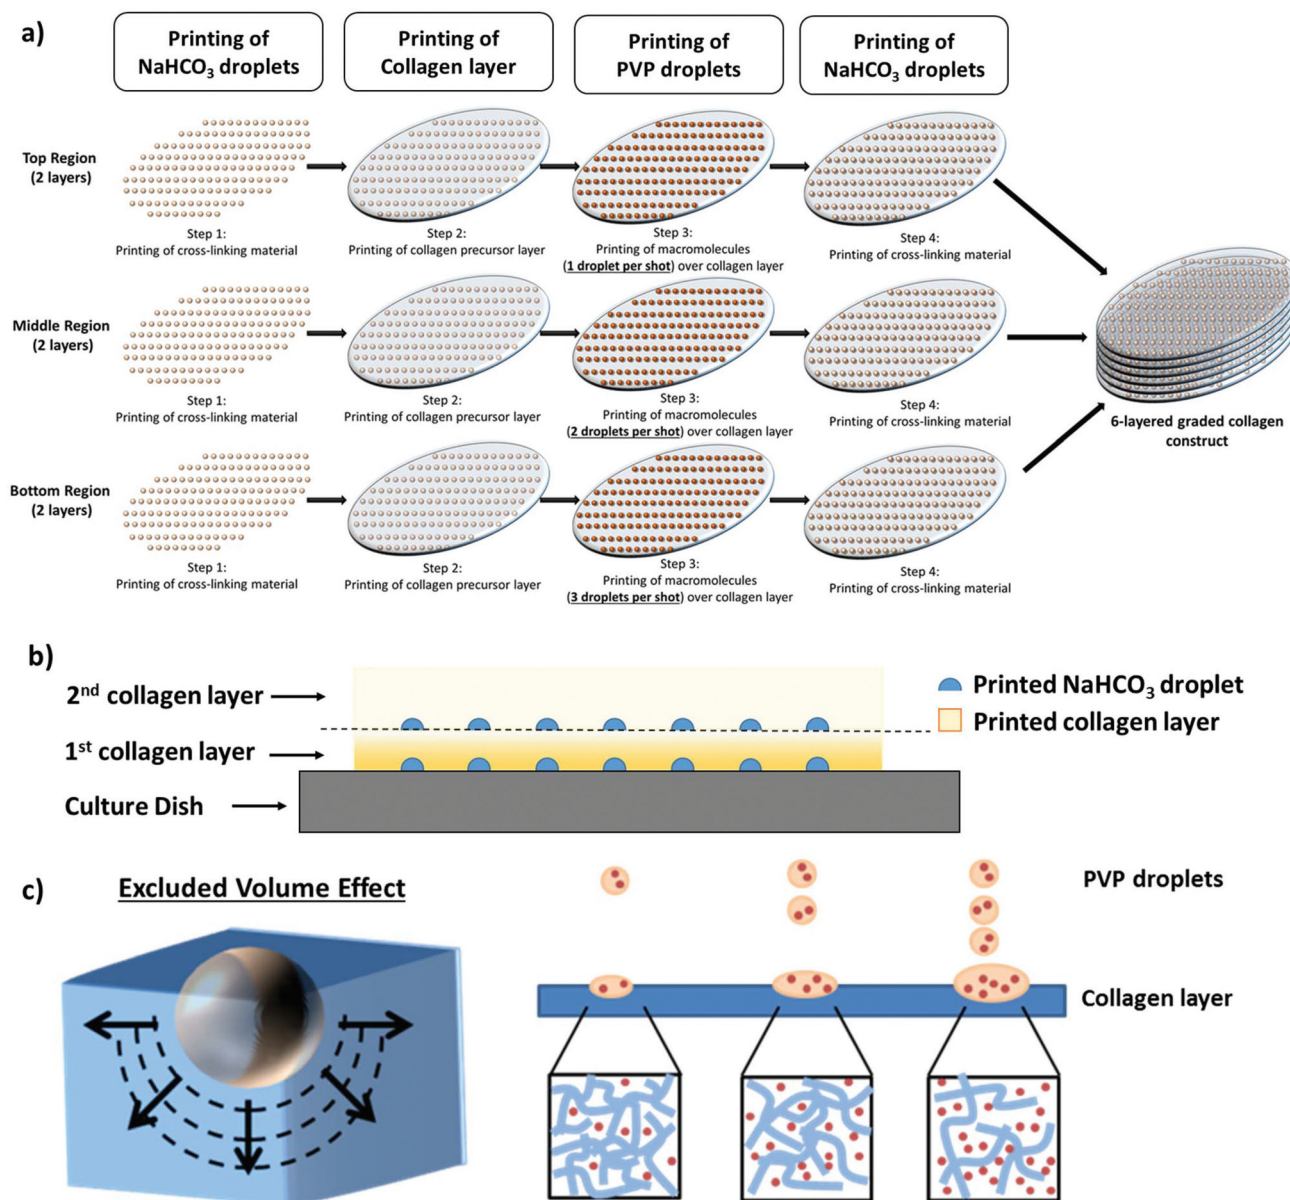 a)
Printing of
NaHCO₃ droplets
Printing of
Collagen layer
Printing of
PVP droplets
Printing of
NaHCO₃ droplets
Top Region
(2 layers)
Step 1:
Printing of cross-linking material
Step 2:
Printing of collagen precursor layer
Step 3:
Printing of macromolecules
(1 droplet per shot) over collagen layer
Step 4:
Printing of cross-linking material
Middle Region
(2 layers)
Step 1:
Printing of cross-linking material
Step 2:
Printing of collagen precursor layer
Step 3:
Printing of macromolecules
(2 droplets per shot) over collagen layer
Step 4:
Printing of cross-linking material
6-layered graded collagen
construct
Bottom Region
(2 layers)
Step 1:
Printing of cross-linking material
Step 2:
Printing of collagen precursor layer
Step 3:
Printing of macromolecules
(3 droplets per shot) over collagen layer
Step 4:
Printing of cross-linking material
b)
2nd collagen layer
1st collagen layer
Culture Dish
Printed NaHCO₃ droplet
Printed collagen layer
c)
Excluded Volume Effect
PVP droplets
Collagen layer